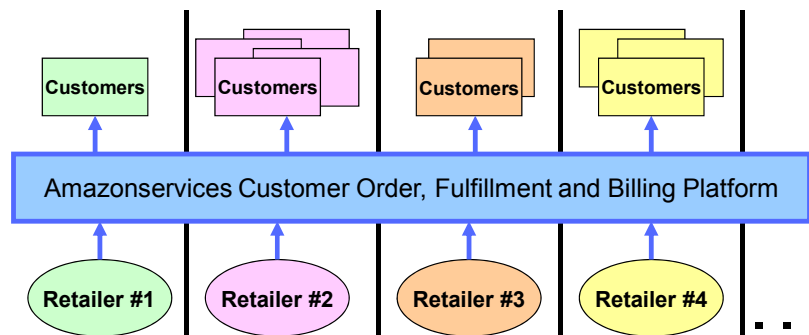 Customers
Customers
Customers
Customers
Amazonservices Customer Order, Fulfillment and Billing Platform
Retailer #1
Retailer #2
Retailer #3
Retailer #4
. .